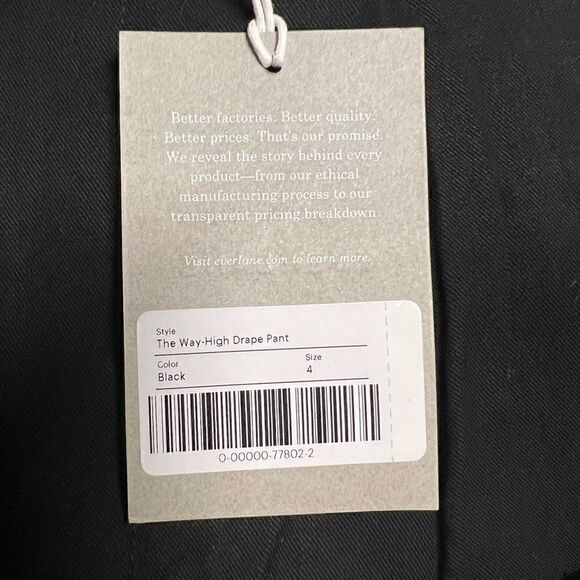 Better factories. Better quality.
Better prices. That's our promise.
We reveal the story behind every
product—from our ethical
manufacturing process to our
transparent pricing breakdown.
Visit everlane.com to learn more.
Style
The Way-High Drape Pant
Color
Size
Black
4
0-00000-77802-2